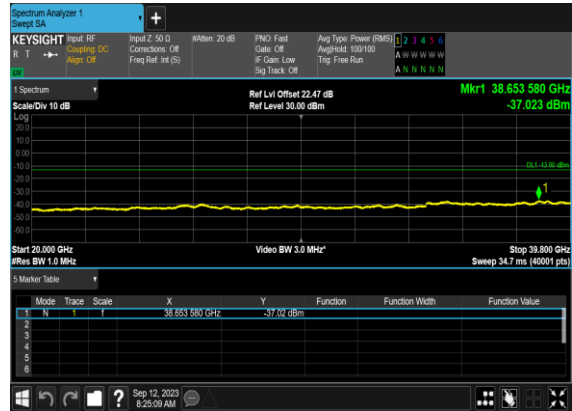 Spectrum Analyzer 1
Swept SA
KEYSIGHT Input: RF Input Z: 50 Ω #Atten: 20 dB PNO: Fast Avg Type: Power (RMS) 1 2 3 4 5 6
R T Coupling: DC Corrections: Off Gate: Off Avg|Hold: 100/100 A W W W W W
Align: Off Freq Ref: Int (S) IF Gain: Low Trig: Free Run
Sig Track: Off A N N N N N
1 Spectrum Ref Lvl Offset 22.47 dB Mkr1 38.653 580 GHz
Scale/Div 10 dB Ref Level 30.00 dBm -37.023 dBm
Log
20.0
10.0
0.00
-10.0 DL1 -13.00 dBm
-20.0
-30.0 1
-40.0
-50.0
-60.0
Start 20.000 GHz Video BW 3.0 MHz* Stop 39.800 GHz
#Res BW 1.0 MHz Sweep 34.7 ms (40001 pts)
5 Marker Table
Mode Trace Scale X Y Function Function Width Function Value
1 N 1 f 38.653 580 GHz -37.02 dBm
2
3
4
5
6
? Sep 12, 2023
8:25:09 AM